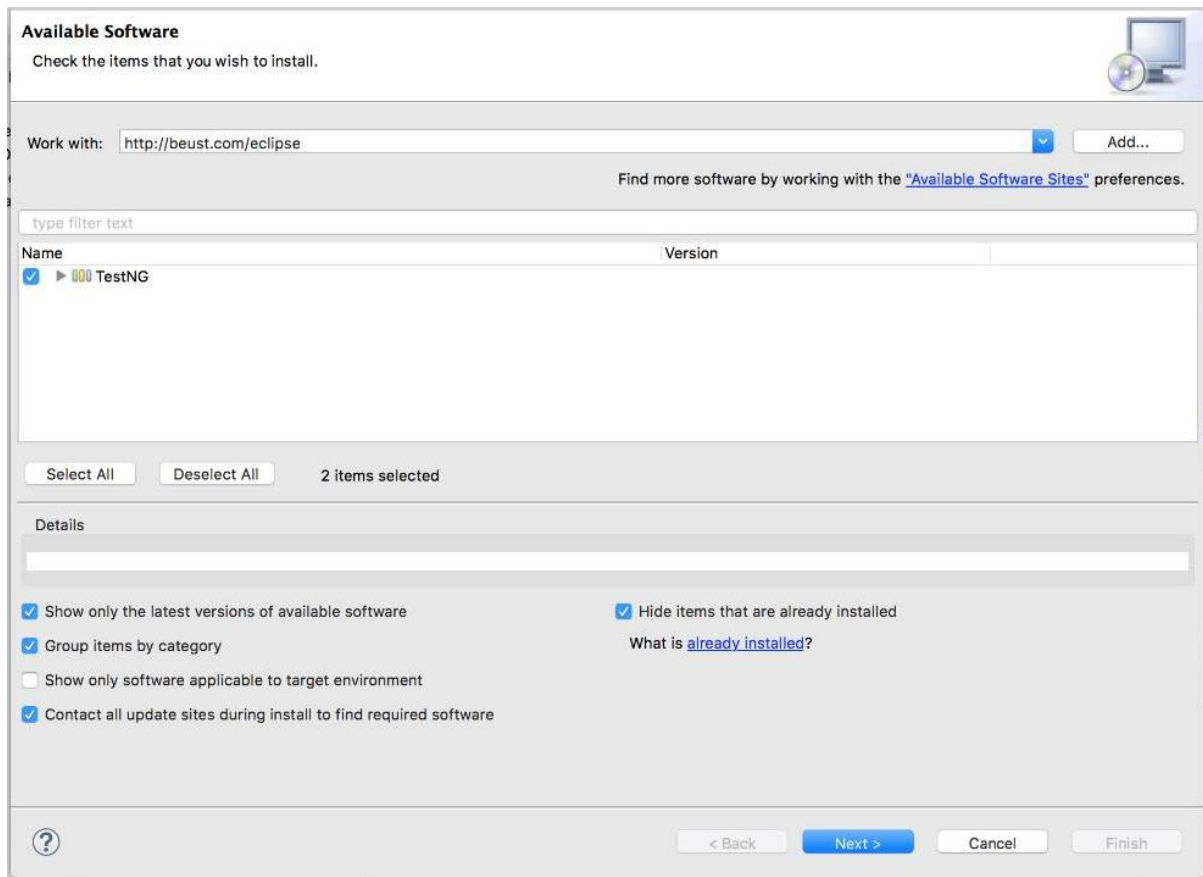 Available Software
Check the items that you wish to install.
Work with: http://beust.com/eclipse Add...
Find more software by working with the "Available Software Sites" preferences.
type filter text
Name Version
TestNG
Select All Deselect All 2 items selected
Details
Show only the latest versions of available software Hide items that are already installed
Group items by category What is already installed?
Show only software applicable to target environment
Contact all update sites during install to find required software
? < Back Next > Cancel Finish